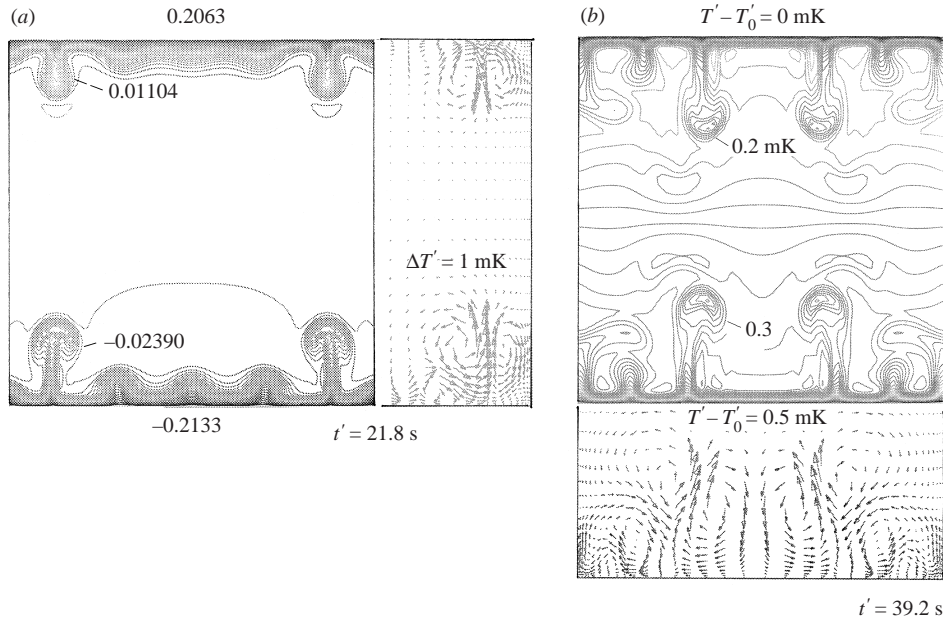 (a)
0.2063
0.01104
ΔT′ = 1 mK
−0.02390
−0.2133
t′ = 21.8 s
(b)
T′ − T′₀ = 0 mK
0.2 mK
0.3
T′ − T′₀ = 0.5 mK
t′ = 39.2 s